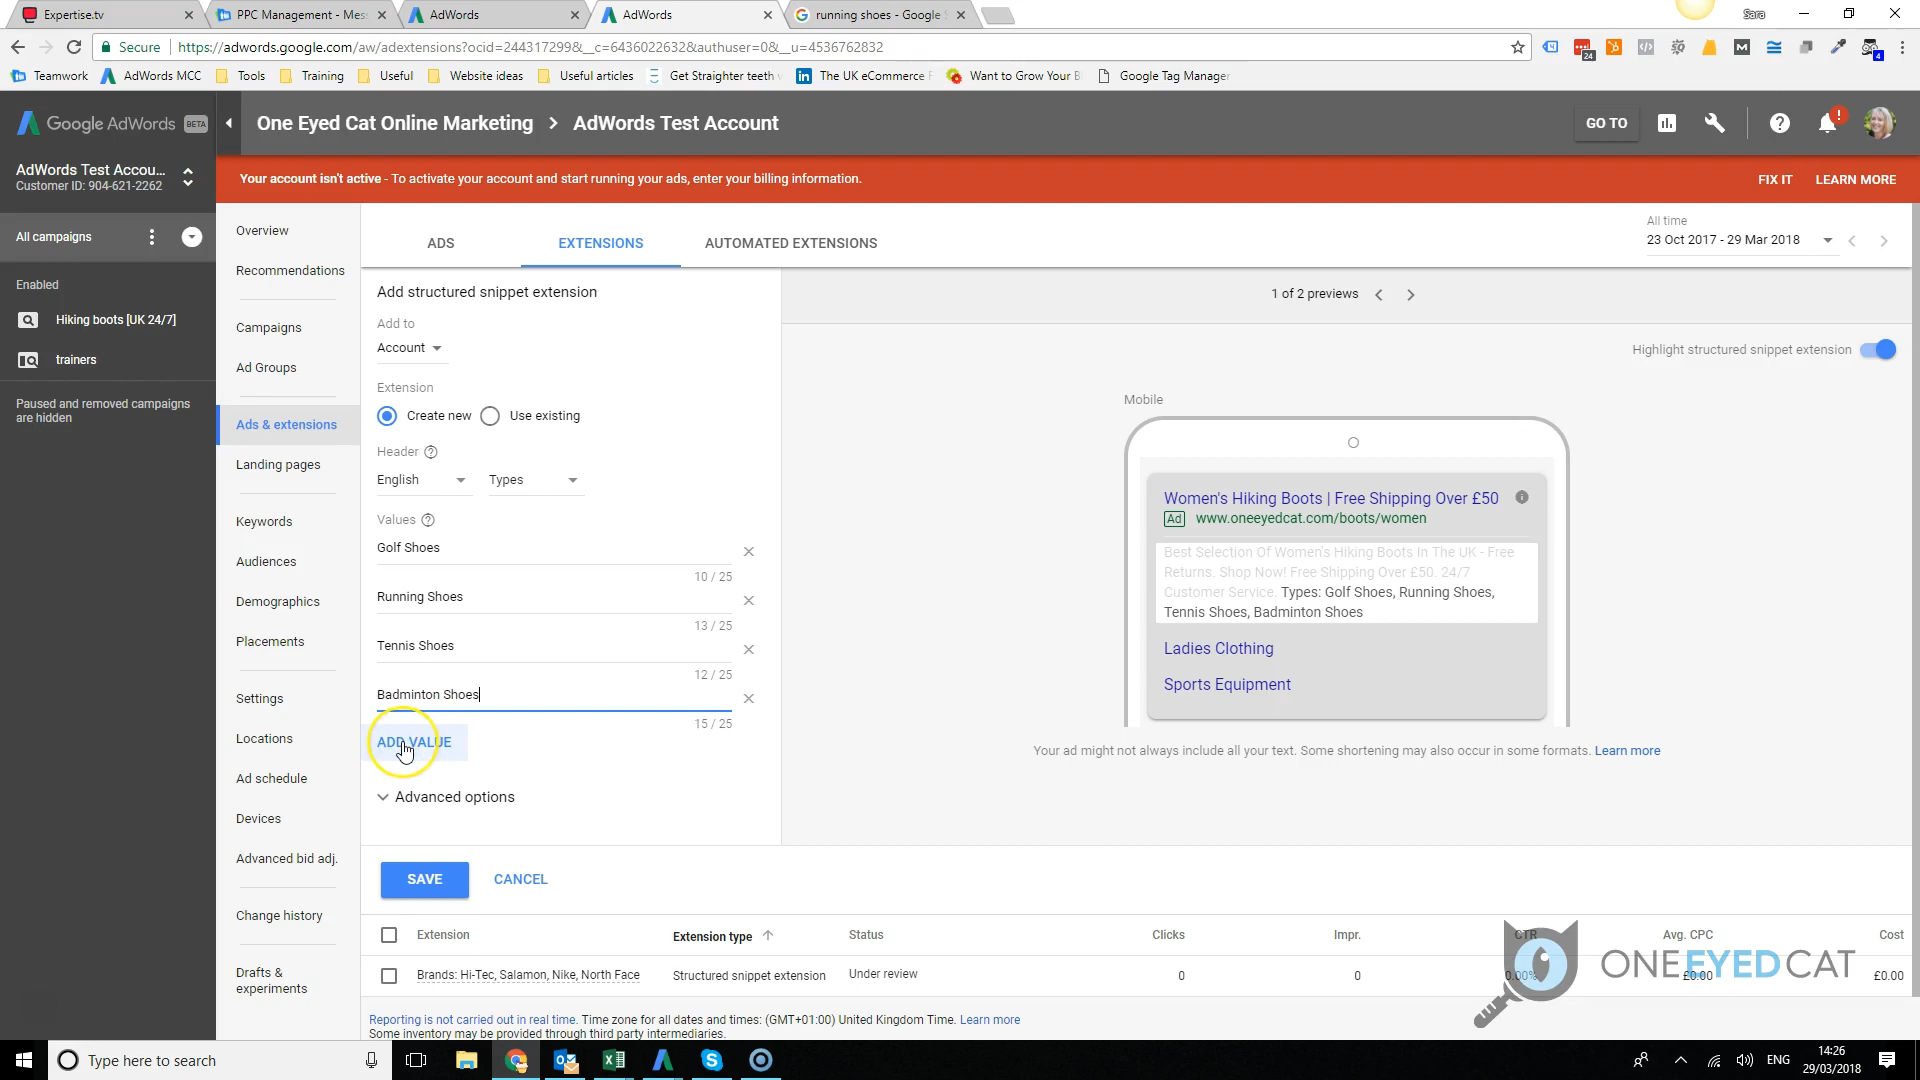 Expertise.tv
PPC Management - Mes
AdWords
AdWords
running shoes - Google S
Sara
Secure
https://adwords.google.com/aw/adextensions?ocid=244317299&__c=6436022632&authuser=0&__u=4536762832
24
4
Teamwork
AdWords MCC
Tools
Training
Useful
Website ideas
Useful articles
Get Straighter teeth
The UK eCommerce
Want to Grow Your B
Google Tag Manager
Google AdWords BETA
One Eyed Cat Online Marketing > AdWords Test Account
GO TO
AdWords Test Accou...
Customer ID: 904-621-2262
Your account isn't active - To activate your account and start running your ads, enter your billing information.
FIX IT
LEARN MORE
All campaigns
Enabled
Hiking boots [UK 24/7]
trainers
Paused and removed campaigns
are hidden
Overview
Recommendations
Campaigns
Ad Groups
Ads & extensions
Landing pages
Keywords
Audiences
Demographics
Placements
Settings
Locations
Ad schedule
Devices
Advanced bid adj.
Change history
Drafts &
experiments
ADS
EXTENSIONS
AUTOMATED EXTENSIONS
All time
23 Oct 2017 - 29 Mar 2018
Add structured snippet extension
Add to
Account
Extension
Create new
Use existing
Header
English
Types
Values
Golf Shoes
10 / 25
Running Shoes
13 / 25
Tennis Shoes
12 / 25
Badminton Shoes
15 / 25
ADD VALUE
Advanced options
1 of 2 previews
Highlight structured snippet extension
Mobile
Women's Hiking Boots | Free Shipping Over £50
Ad www.oneeyedcat.com/boots/women
Best Selection Of Women's Hiking Boots In The UK - Free
Returns. Shop Now! Free Shipping Over £50. 24/7
Customer Service. Types: Golf Shoes, Running Shoes,
Tennis Shoes, Badminton Shoes
Ladies Clothing
Sports Equipment
Your ad might not always include all your text. Some shortening may also occur in some formats. Learn more
SAVE
CANCEL
Extension
Extension type
Status
Clicks
Impr.
CTR
Avg. CPC
Cost
Brands: Hi-Tec, Salamon, Nike, North Face
Structured snippet extension
Under review
0
0
0.00%
£0.00
£0.00
ONEEYEDCAT
Reporting is not carried out in real time. Time zone for all dates and times: (GMT+01:00) United Kingdom Time. Learn more
Some inventory may be provided through third party intermediaries.
Type here to search
ENG
14:26
29/03/2018